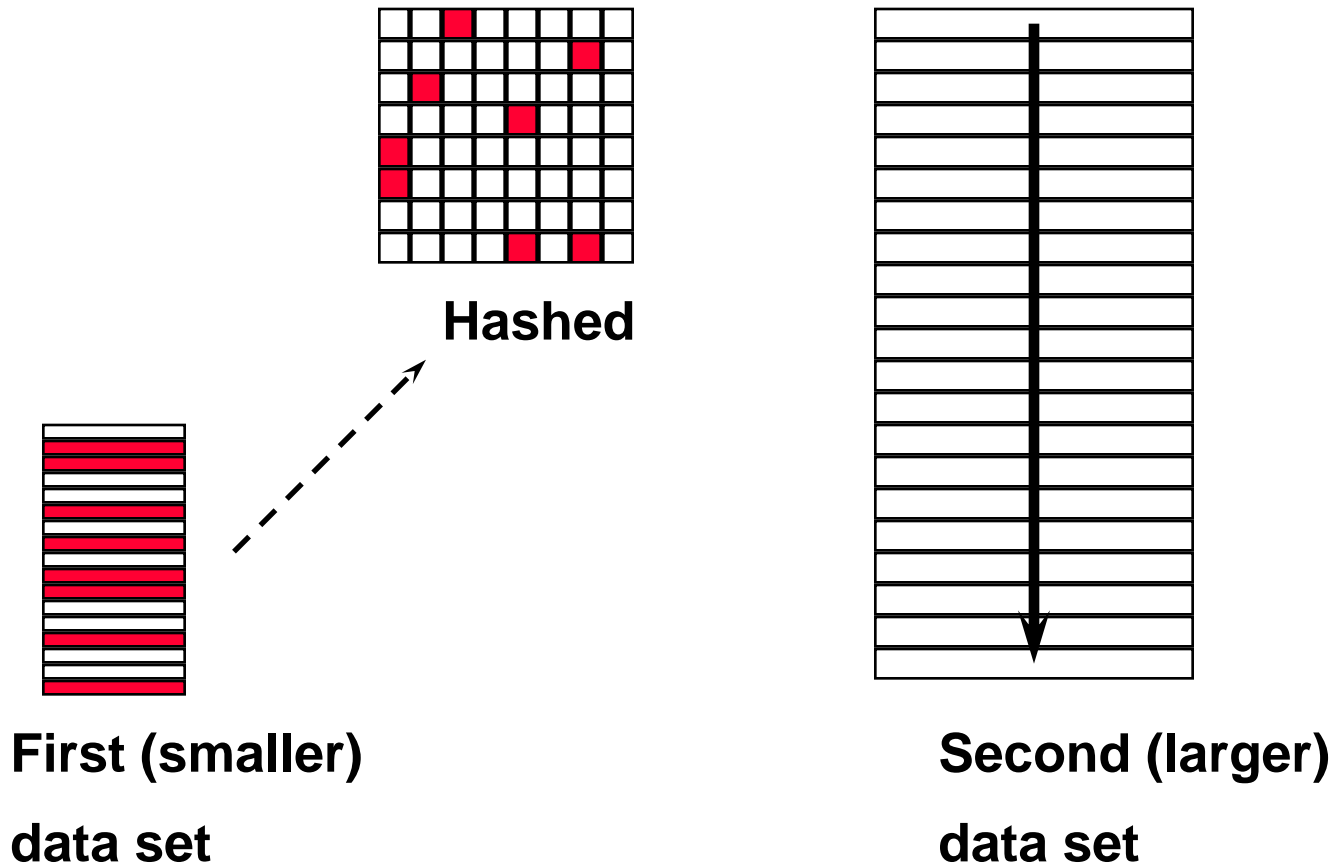 Hashed
First (smaller)
data set
Second (larger)
data set